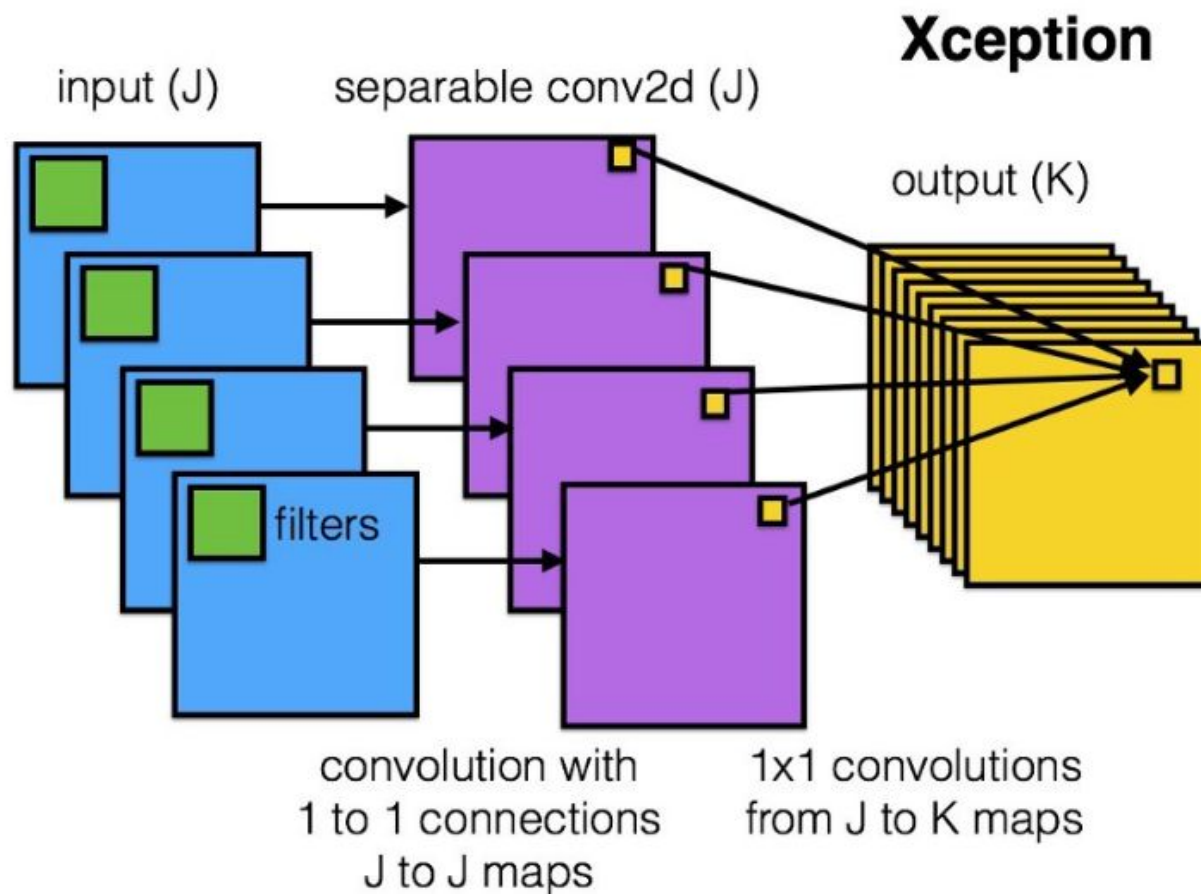 Xception
input (J)
separable conv2d (J)
output (K)
filters
convolution with
1 to 1 connections
J to J maps
1x1 convolutions
from J to K maps